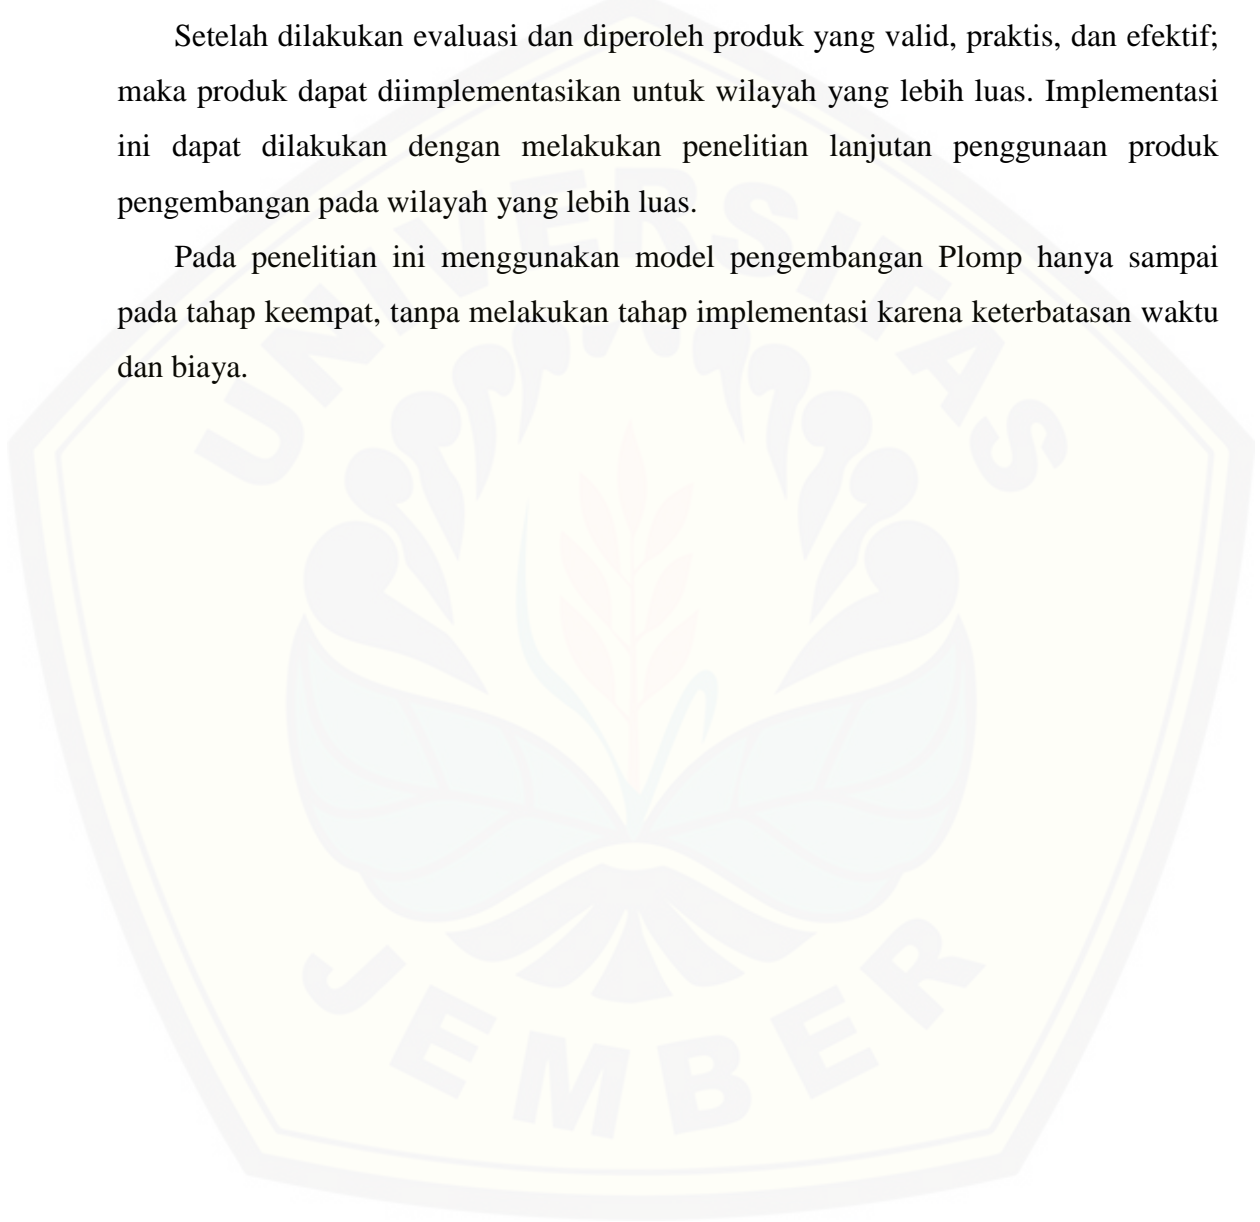 Setelah dilakukan evaluasi dan diperoleh produk yang valid, praktis, dan efektif;
maka produk dapat diimplementasikan untuk wilayah yang lebih luas. Implementasi
ini dapat dilakukan dengan melakukan penelitian lanjutan penggunaan produk
pengembangan pada wilayah yang lebih luas.
Pada penelitian ini menggunakan model pengembangan Plomp hanya sampai
pada tahap keempat, tanpa melakukan tahap implementasi karena keterbatasan waktu
dan biaya.
UNIVERSITAS
JEMBER